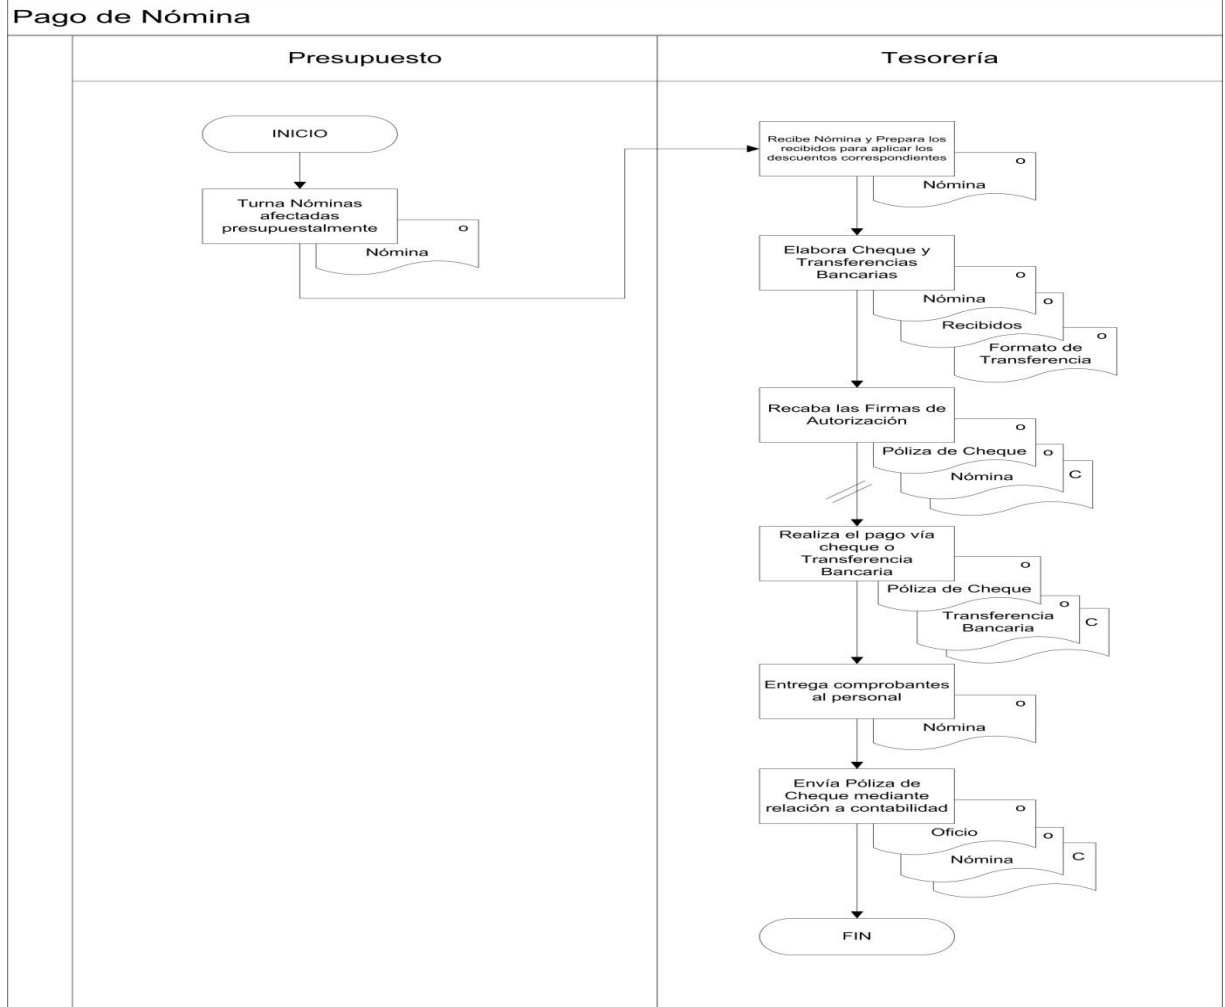 Pago de Nómina
Presupuesto
Tesorería
INICIO
Turna Nóminas
afectadas
presupuestalmente
o
Nómina
Recibe Nómina y Prepara los
recibidos para aplicar los
descuentos correspondientes
o
Nómina
Elabora Cheque y
Transferencias
Bancarias
o
Nómina
o
Recibidos
o
Formato de
Transferencia
Recaba las Firmas de
Autorización
o
Póliza de Cheque
o
Nómina
C
Realiza el pago vía
cheque o
Transferencia
Bancaria
o
Póliza de Cheque
o
Transferencia
Bancaria
C
Entrega comprobantes
al personal
o
Nómina
Envía Póliza de
Cheque mediante
relación a contabilidad
o
Oficio
o
Nómina
C
FIN